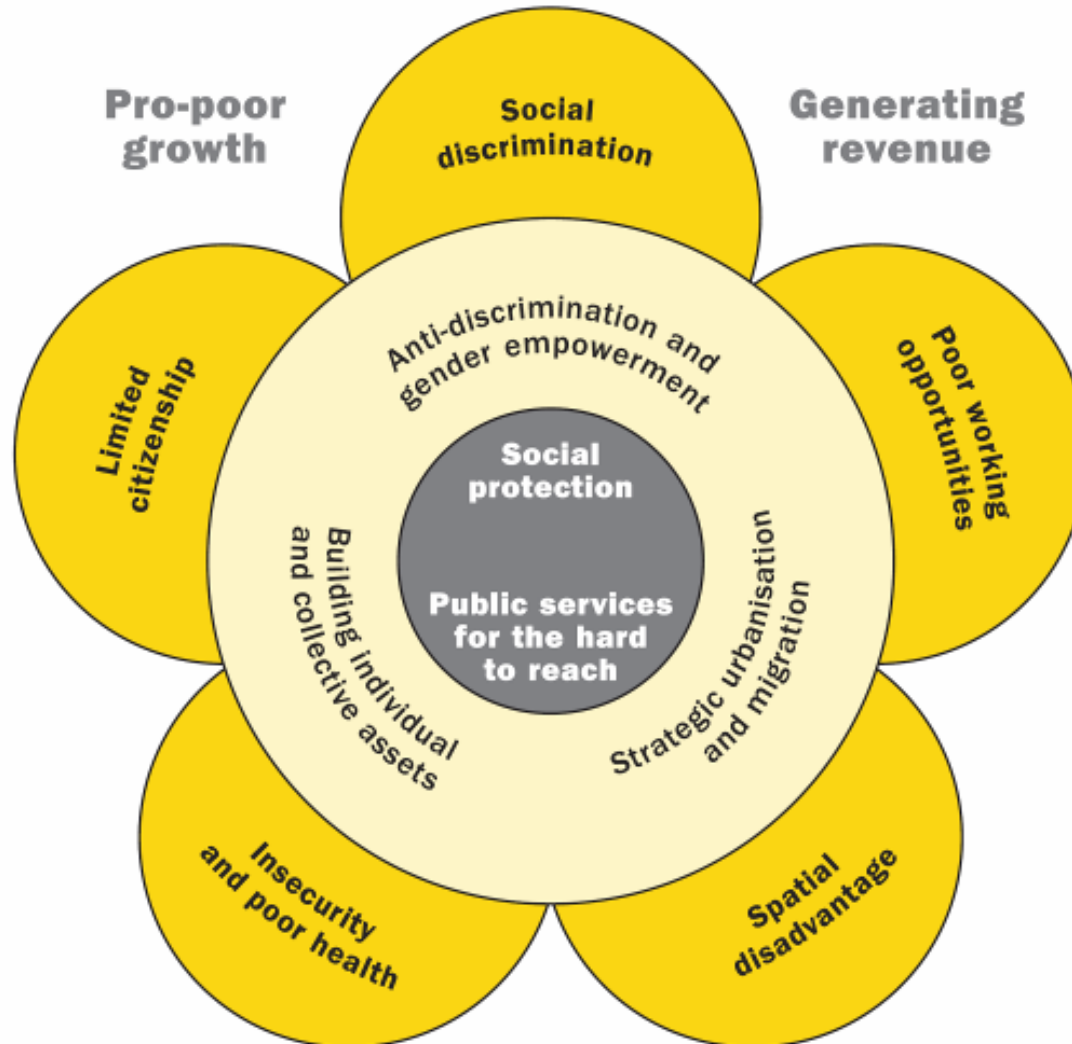 Pro-poor
growth
Social
discrimination
Generating
revenue
Limited
citizenship
Anti-discrimination and
gender empowerment
Poor working
opportunities
Social
protection
Public services
for the hard
to reach
Building individual
and collective assets
Strategic urbanisation
and migration
Insecurity
and poor health
Spatial
disadvantage